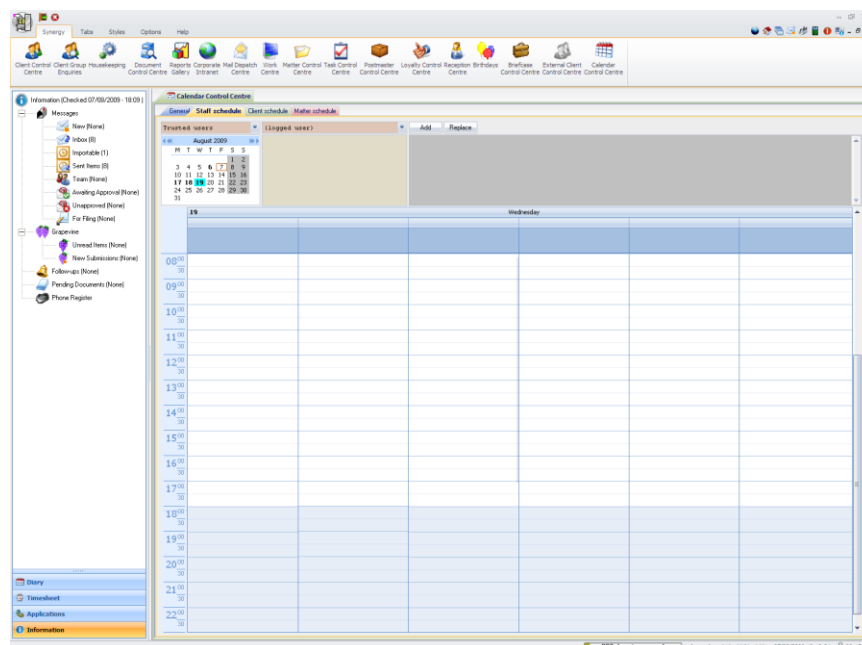 Synergy Tabs Styles Options Help
Client Control Client Group Housekeeping Document Reports Corporate Mail Dispatch Work Matter Control Task Control Postmaster Loyalty Control Reception Birthdays Briefcase External Client Calendar
Centre Enquiries Control Centre Gallery Intranet Centre Centre Centre Centre Control Centre Centre Centre Control Centre Control Centre Control Centre
Information (Checked 07/08/2009 - 18:09 )
Messages
New (None)
Inbox (8)
Importable (1)
Sent Items (8)
Team (None)
Awaiting Approval (None)
Unapproved (None)
For Filing (None)
Grapevine
Unread Items (None)
New Submissions (None)
Follow-ups (None)
Pending Documents (None)
Phone Register
Diary
Timesheet
Applications
Information
Calendar Control Centre
General Staff schedule Client schedule Matter schedule
Trusted users (logged user) Add Replace
August 2009
M T W T F S S
1 2
3 4 5 6 7 8 9
10 11 12 13 14 15 16
17 18 19 20 21 22 23
24 25 26 27 28 29 30
31
19 Wednesday
08 00
30
09 00
30
10 00
30
11 00
30
12 00
30
13 00
30
14 00
30
15 00
30
16 00
30
17 00
30
18 00
30
19 00
30
20 00
30
21 00
30
22 00
30